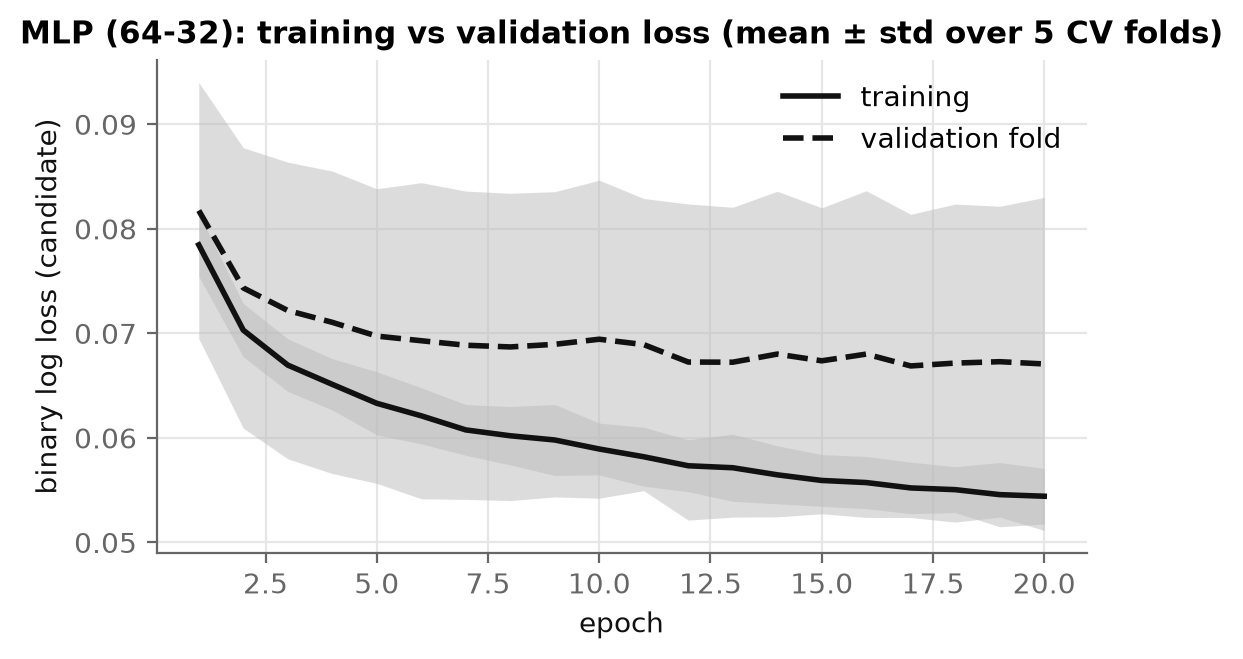 MLP (64-32): training vs validation loss (mean ± std over 5 CV folds)
training
validation fold
binary log loss (candidate)
0.09
0.08
0.07
0.06
0.05
2.5 5.0 7.5 10.0 12.5 15.0 17.5 20.0
epoch